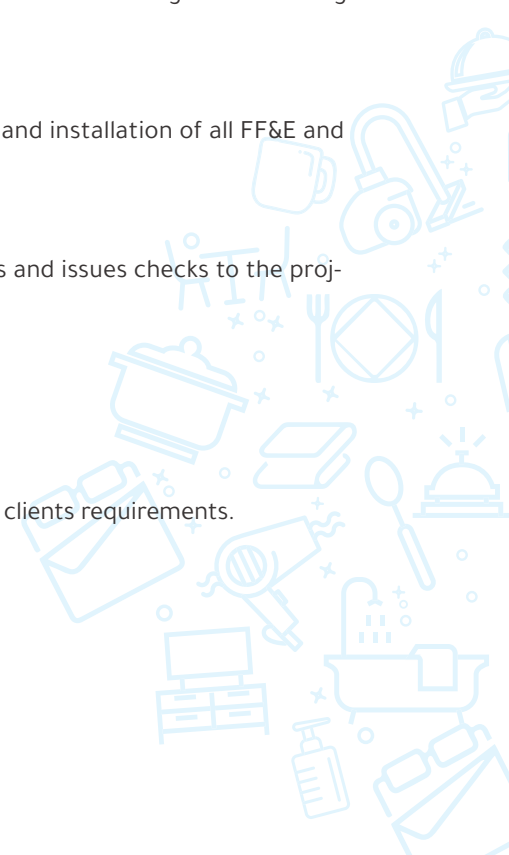 and installation of all FF&E and
s and issues checks to the proj-
clients requirements.